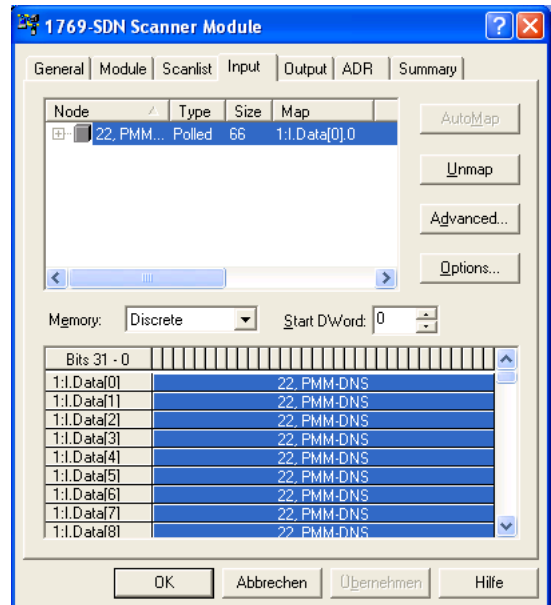 1769-SDN Scanner Module
General Module Scanlist Input Output ADR Summary
Node Type Size Map
22, PMM... Polled 66 1:I.Data[0].0
AutoMap
Unmap
Advanced...
Options...
Memory: Discrete Start DWord: 0
Bits 31 - 0
1:I.Data[0] 22, PMM-DNS
1:I.Data[1] 22, PMM-DNS
1:I.Data[2] 22, PMM-DNS
1:I.Data[3] 22, PMM-DNS
1:I.Data[4] 22, PMM-DNS
1:I.Data[5] 22, PMM-DNS
1:I.Data[6] 22, PMM-DNS
1:I.Data[7] 22, PMM-DNS
1:I.Data[8] 22, PMM-DNS
OK Abbrechen Übernehmen Hilfe